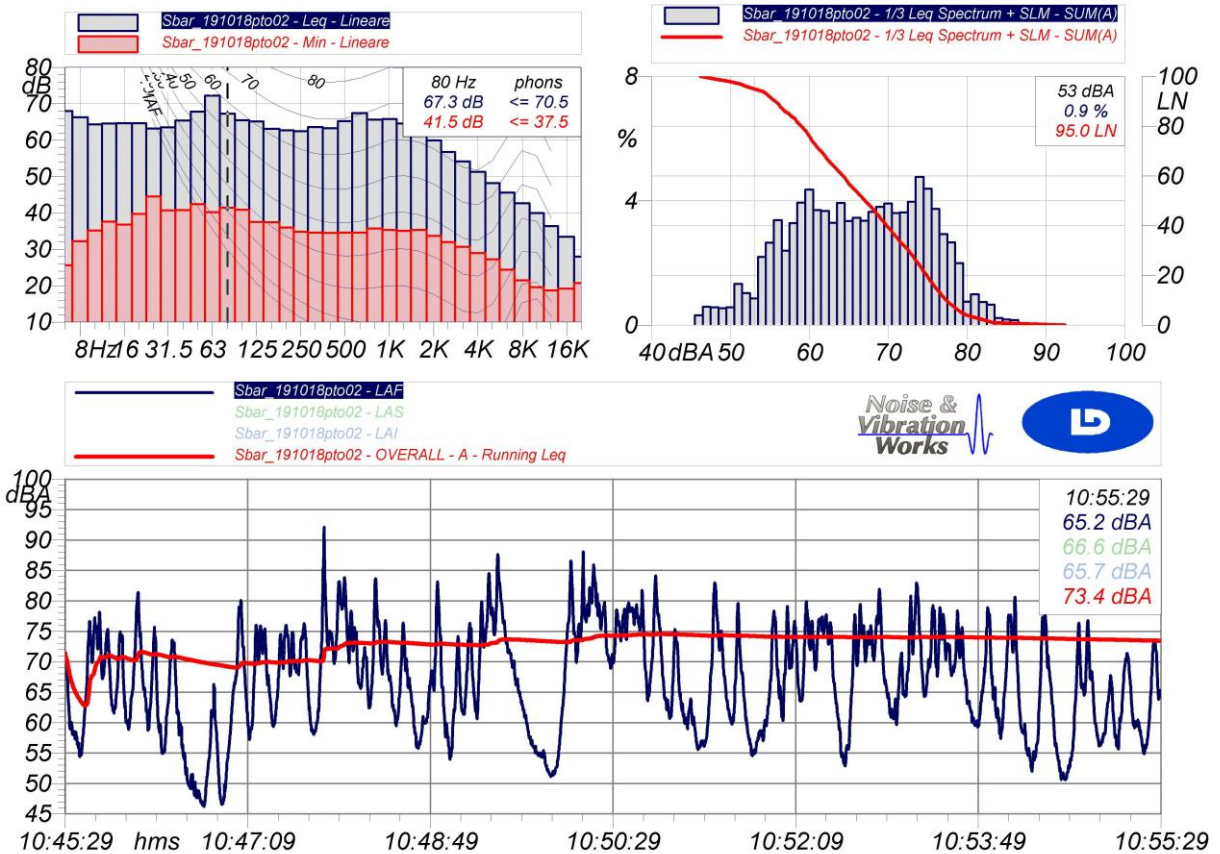 Sbar_191018pto02 - Leq - Lineare
Sbar_191018pto02 - Min - Lineare
80
dB
70
60
50
40
30
20
10
40 50 60 70 80
MAF
80 Hz phons
67.3 dB <= 70.5
41.5 dB <= 37.5
8Hz 16 31.5 63 125 250 500 1K 2K 4K 8K 16K
Sbar_191018pto02 - 1/3 Leq Spectrum + SLM - SUM(A)
Sbar_191018pto02 - 1/3 Leq Spectrum + SLM - SUM(A)
8
%
4
0
53 dBA
0.9 %
95.0 LN
100
LN
80
60
40
20
0
40 dBA 50 60 70 80 90 100
Sbar_191018pto02 - LAF
Sbar_191018pto02 - LAS
Sbar_191018pto02 - LAI
Sbar_191018pto02 - OVERALL - A - Running Leq
Noise &
Vibration
Works
LD
100
dBA
95
90
85
80
75
70
65
60
55
50
45
10:55:29
65.2 dBA
66.6 dBA
65.7 dBA
73.4 dBA
10:45:29 hms 10:47:09 10:48:49 10:50:29 10:52:09 10:53:49 10:55:29